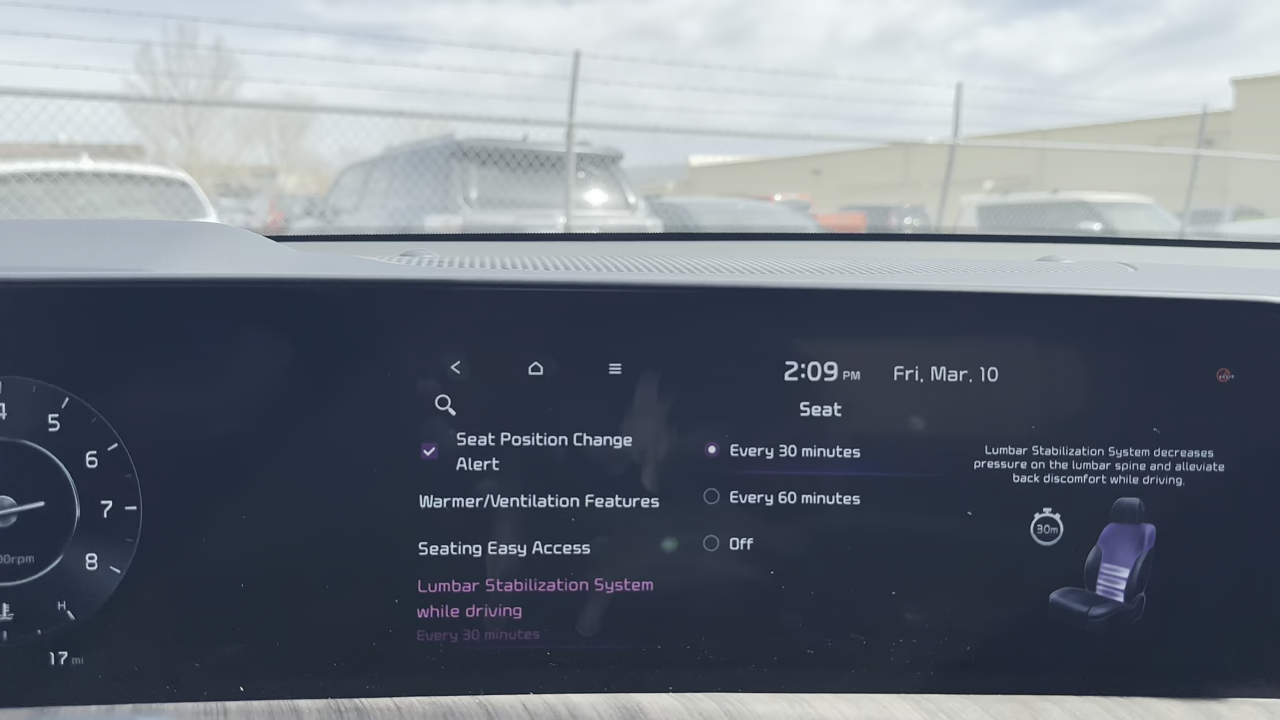 2:09 PM Fri, Mar. 10
Seat
Seat Position Change
Alert
Warmer/Ventilation Features
Seating Easy Access
Lumbar Stabilization System
while driving
Every 30 minutes
Every 30 minutes
Every 60 minutes
Off
Lumbar Stabilization System decreases
pressure on the lumbar spine and alleviate
back discomfort while driving.
30m
4
5
6
7
8
H
17 mi